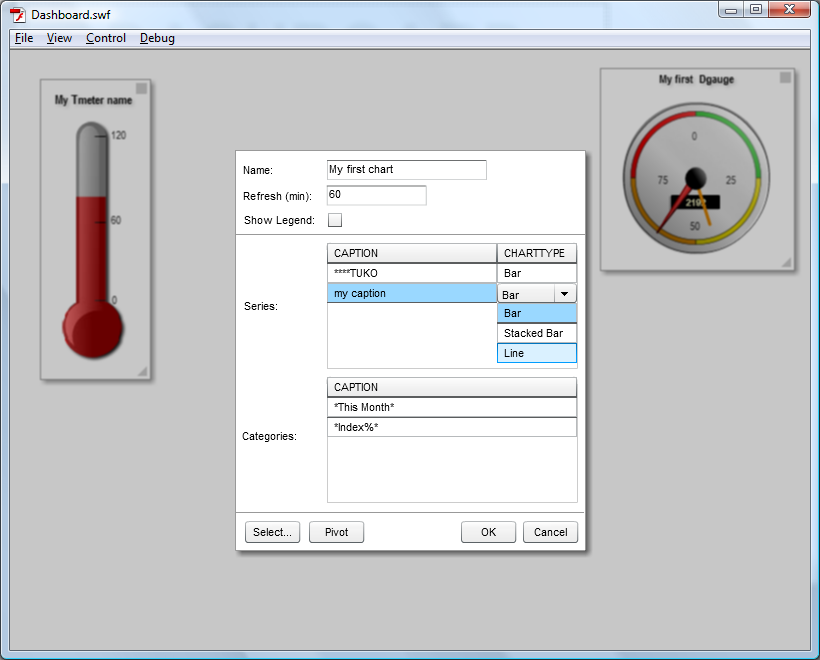 Dashboard.swf
File View Control Debug
My Tmeter name
120
60
0
My first Dgauge
0
75 25
2192
50
Name: My first chart
Refresh (min): 60
Show Legend:
Series:
CAPTION CHARTTYPE
****TUKO Bar
my caption Bar
Bar
Stacked Bar
Line
Categories:
CAPTION
*This Month*
*Index%*
Select... Pivot OK Cancel